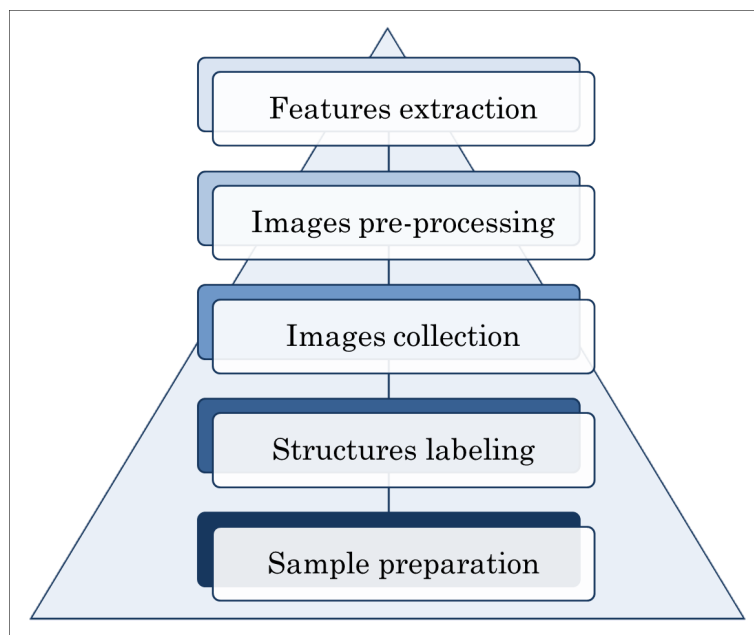 Features extraction
Images pre-processing
Images collection
Structures labeling
Sample preparation